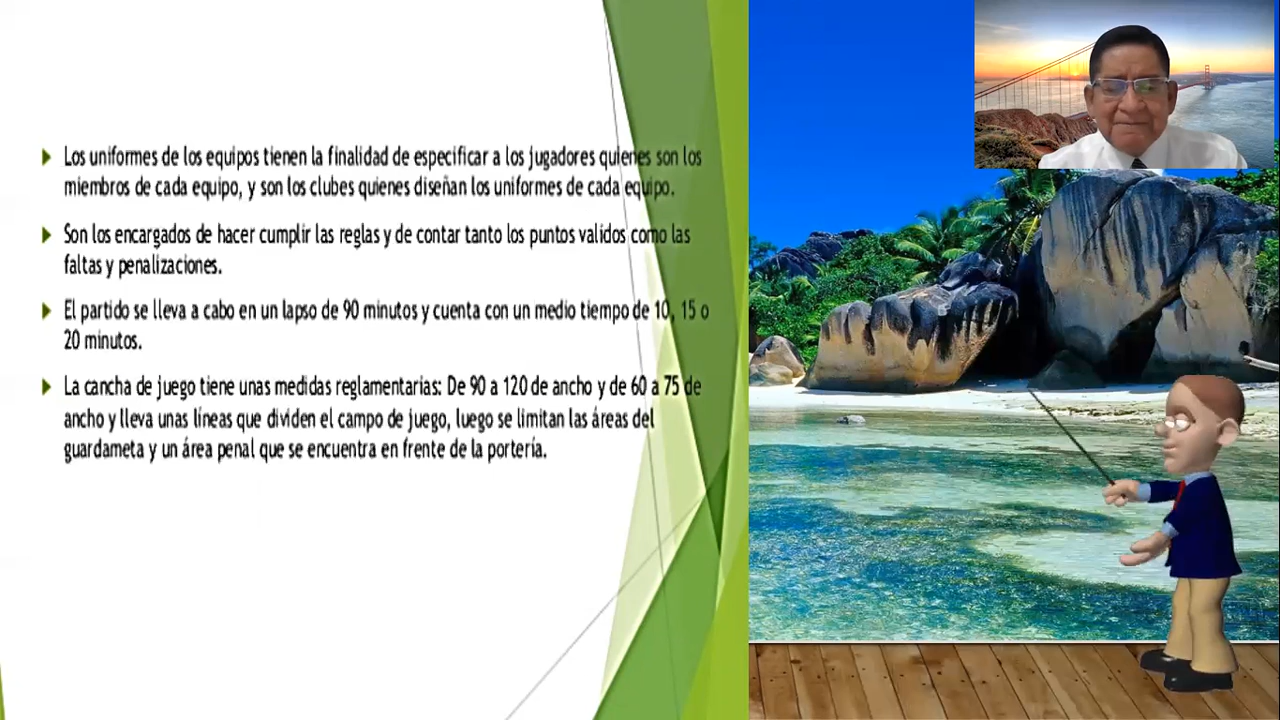 Los uniformes de los equipos tienen la finalidad de especificar a los jugadores quienes son los
miembros de cada equipo, y son los clubes quienes diseñan los uniformes de cada equipo.
Son los encargados de hacer cumplir las reglas y de contar tanto los puntos validos como las
faltas y penalizaciones.
El partido se lleva a cabo en un lapso de 90 minutos y cuenta con un medio tiempo de 10, 15 o
20 minutos.
La cancha de juego tiene unas medidas reglamentarias: De 90 a 120 de ancho y de 60 a 75 de
ancho y lleva unas líneas que dividen el campo de juego, luego se limitan las áreas del
guardameta y un área penal que se encuentra en frente de la portería.